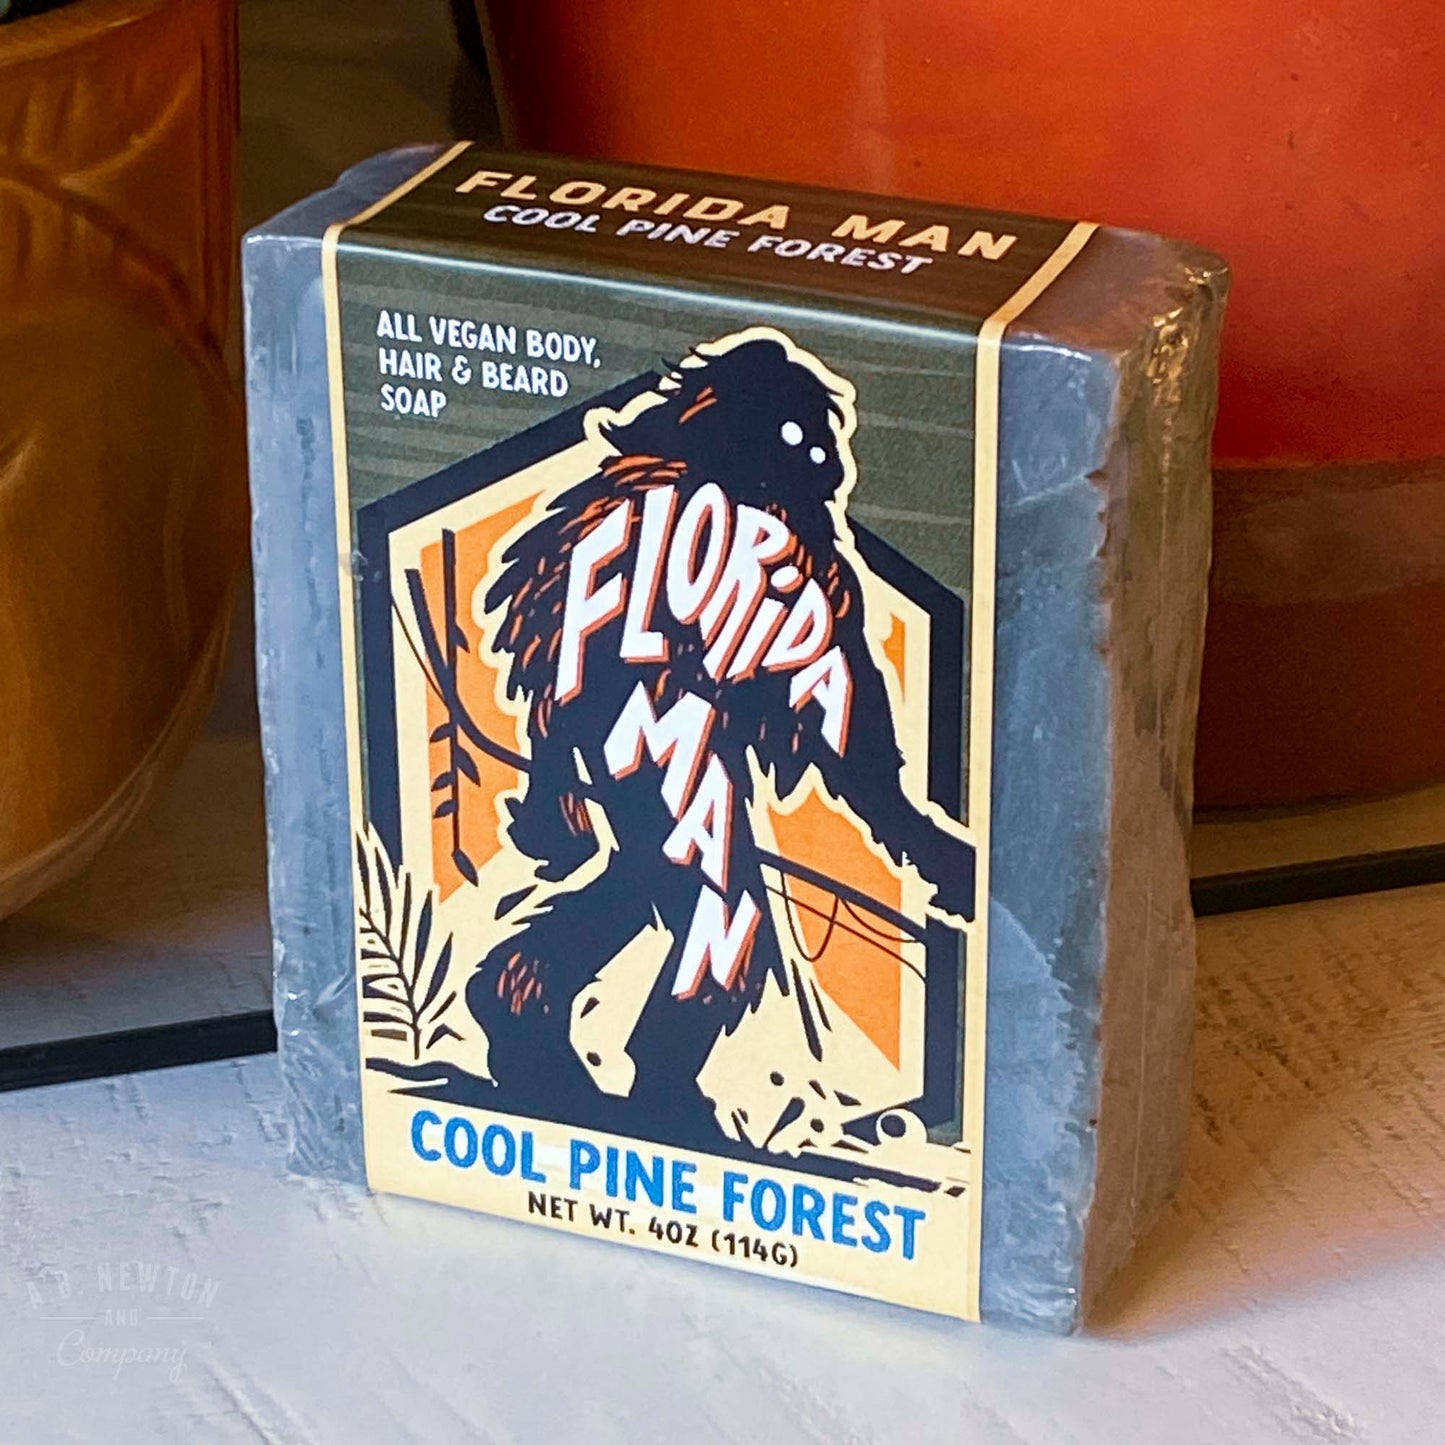 FLORIDA MAN
COOL PINE FOREST
ALL VEGAN BODY,
HAIR & BEARD
SOAP
FLORiDA
MAN
COOL PINE FOREST
NET WT. 4OZ (114G)
A.D. NEWTON
AND
Company